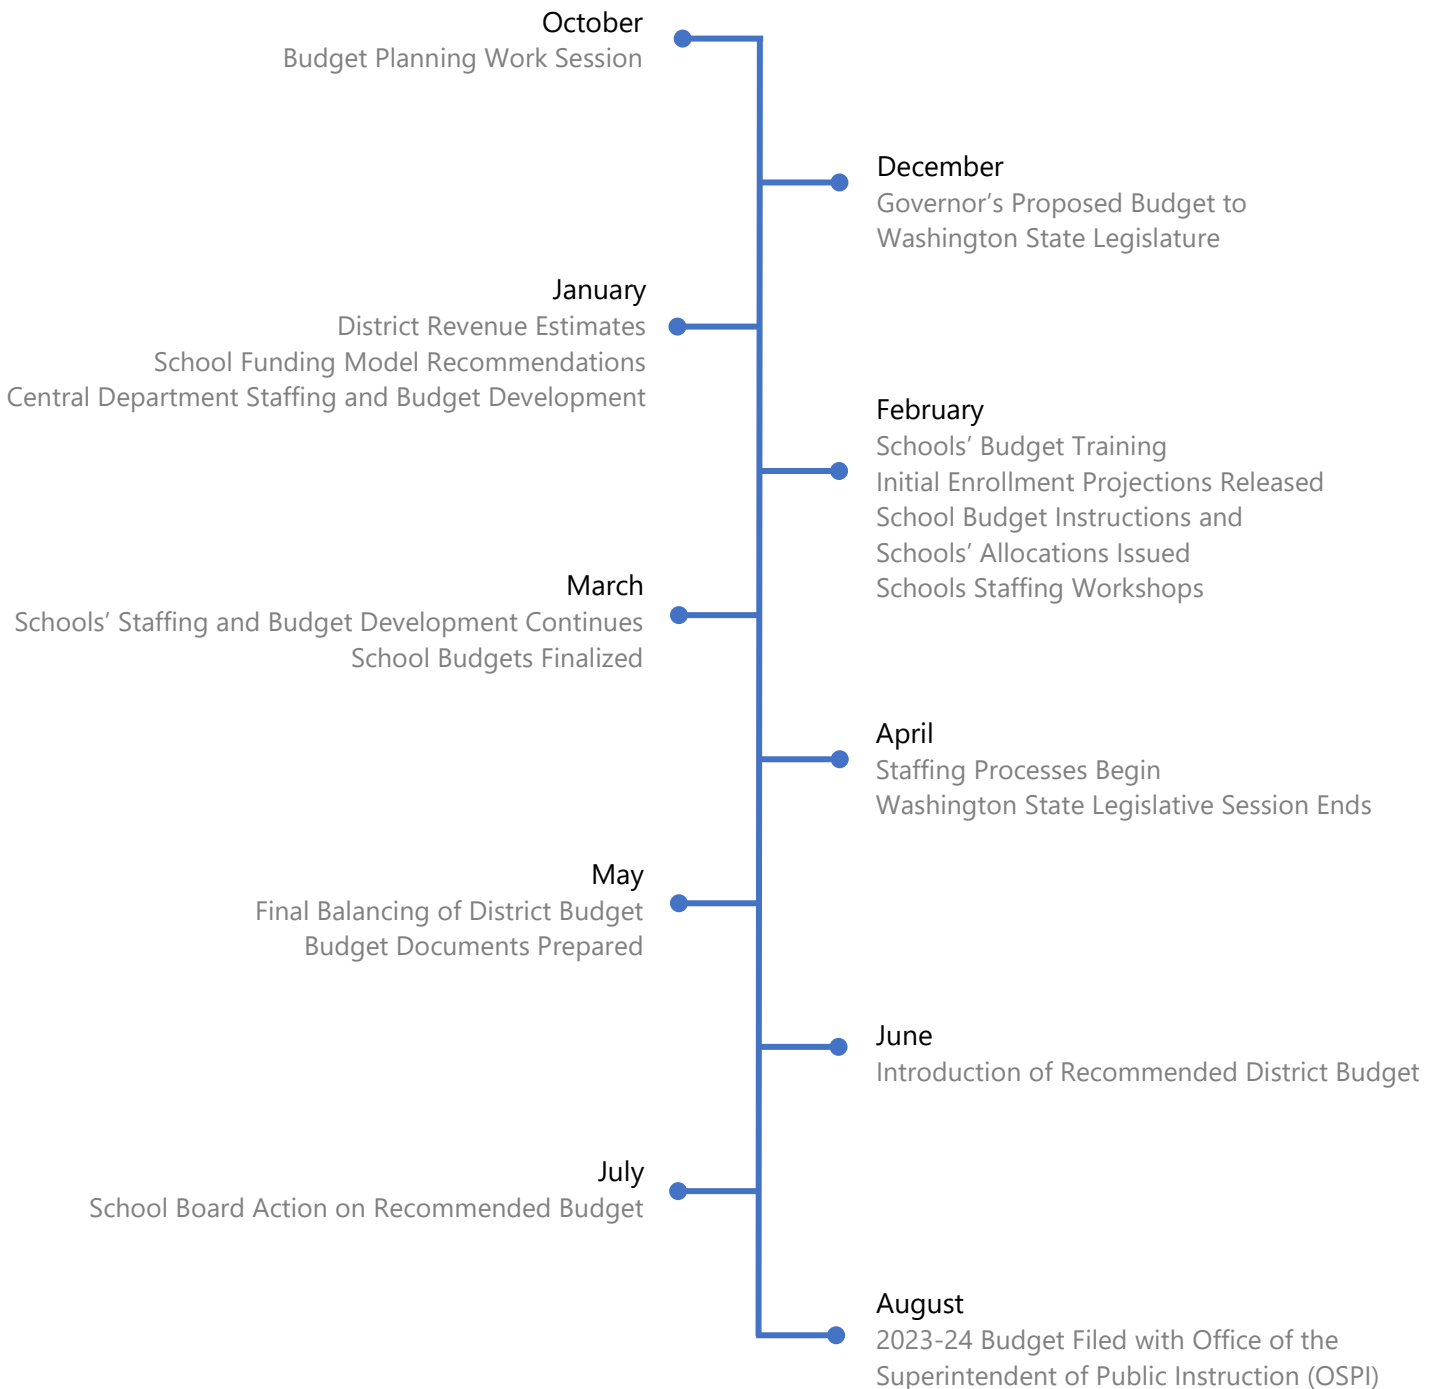 October
Budget Planning Work Session
December
Governor’s Proposed Budget to
Washington State Legislature
January
District Revenue Estimates
School Funding Model Recommendations
Central Department Staffing and Budget Development
February
Schools’ Budget Training
Initial Enrollment Projections Released
School Budget Instructions and
Schools’ Allocations Issued
Schools Staffing Workshops
March
Schools’ Staffing and Budget Development Continues
School Budgets Finalized
April
Staffing Processes Begin
Washington State Legislative Session Ends
May
Final Balancing of District Budget
Budget Documents Prepared
June
Introduction of Recommended District Budget
July
School Board Action on Recommended Budget
August
2023-24 Budget Filed with Office of the
Superintendent of Public Instruction (OSPI)